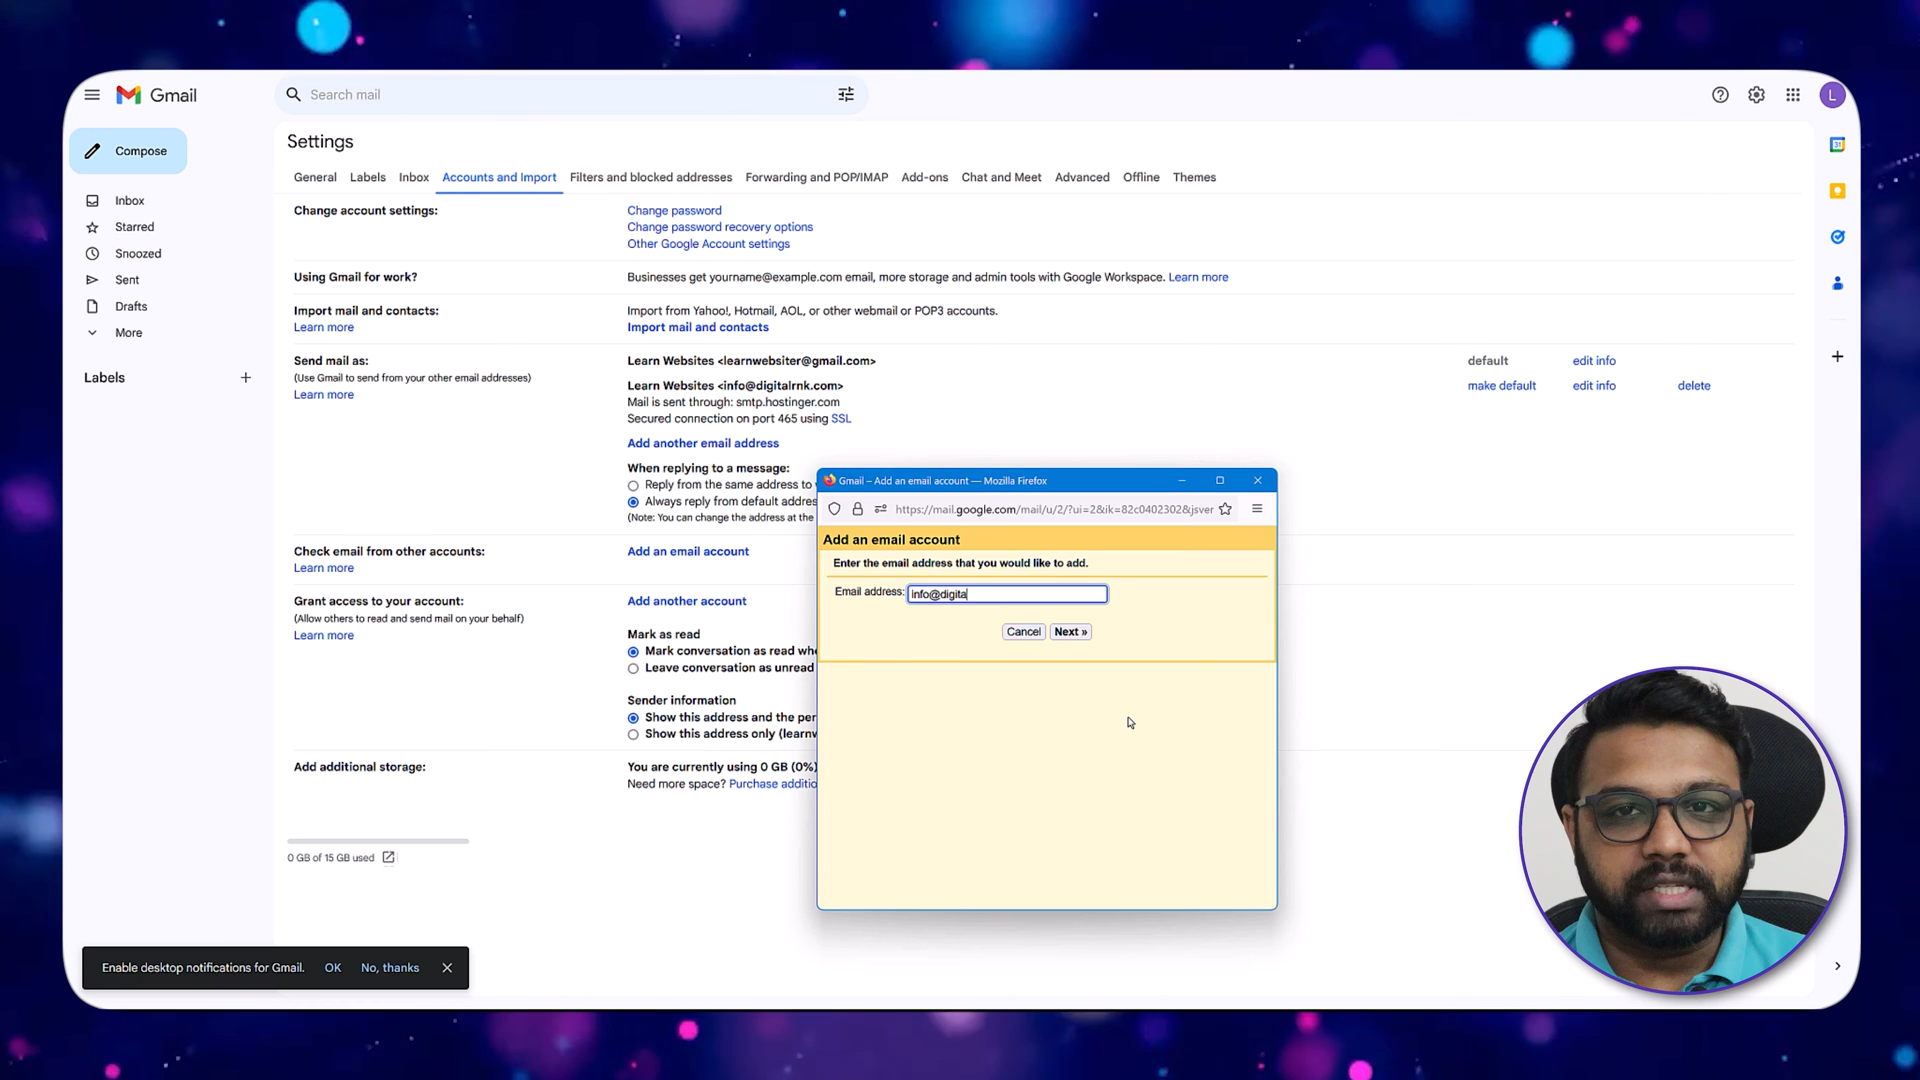 Gmail
Search mail
L
Compose
Inbox
Starred
Snoozed
Sent
Drafts
More
Labels
Settings
General Labels Inbox Accounts and Import Filters and blocked addresses Forwarding and POP/IMAP Add-ons Chat and Meet Advanced Offline Themes
Change account settings:
Change password
Change password recovery options
Other Google Account settings
Using Gmail for work?
Businesses get yourname@example.com email, more storage and admin tools with Google Workspace. Learn more
Import mail and contacts:
Learn more
Import from Yahoo!, Hotmail, AOL, or other webmail or POP3 accounts.
Import mail and contacts
Send mail as:
(Use Gmail to send from your other email addresses)
Learn more
Learn Websites <learnwebsiter@gmail.com> default edit info
Learn Websites <info@digitalrnk.com> make default edit info delete
Mail is sent through: smtp.hostinger.com
Secured connection on port 465 using SSL
Add another email address
When replying to a message:
Reply from the same address to
Always reply from default addres
(Note: You can change the address at the
Check email from other accounts:
Learn more
Add an email account
Grant access to your account:
(Allow others to read and send mail on your behalf)
Learn more
Add another account
Mark as read
Mark conversation as read whe
Leave conversation as unread
Sender information
Show this address and the per
Show this address only (learnw
Add additional storage:
You are currently using 0 GB (0%)
Need more space? Purchase additio
0 GB of 15 GB used
Gmail – Add an email account — Mozilla Firefox
https://mail.google.com/mail/u/2/?ui=2&ik=82c0402302&jsver
Add an email account
Enter the email address that you would like to add.
Email address: info@digita
Cancel Next »
Enable desktop notifications for Gmail. OK No, thanks
31